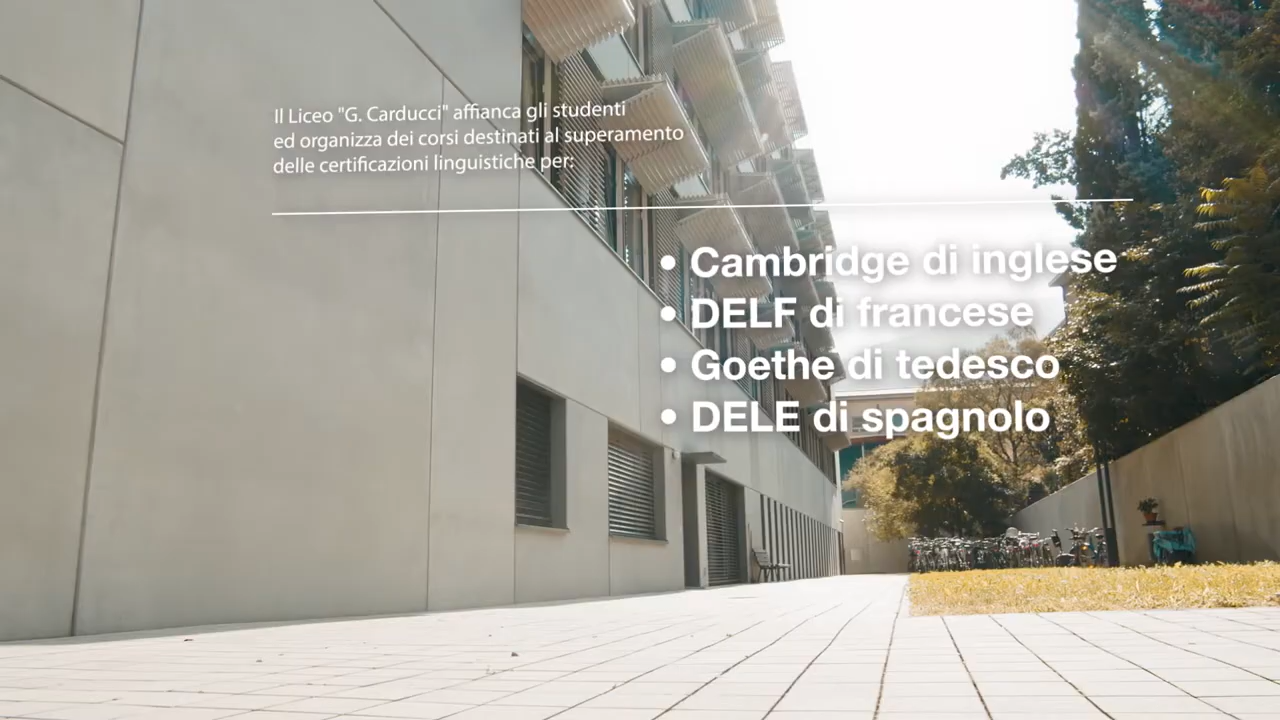 Il Liceo "G. Carducci" affianca gli studenti
ed organizza dei corsi destinati al superamento
delle certificazioni linguistiche per:
• Cambridge di inglese
• DELF di francese
• Goethe di tedesco
• DELE di spagnolo